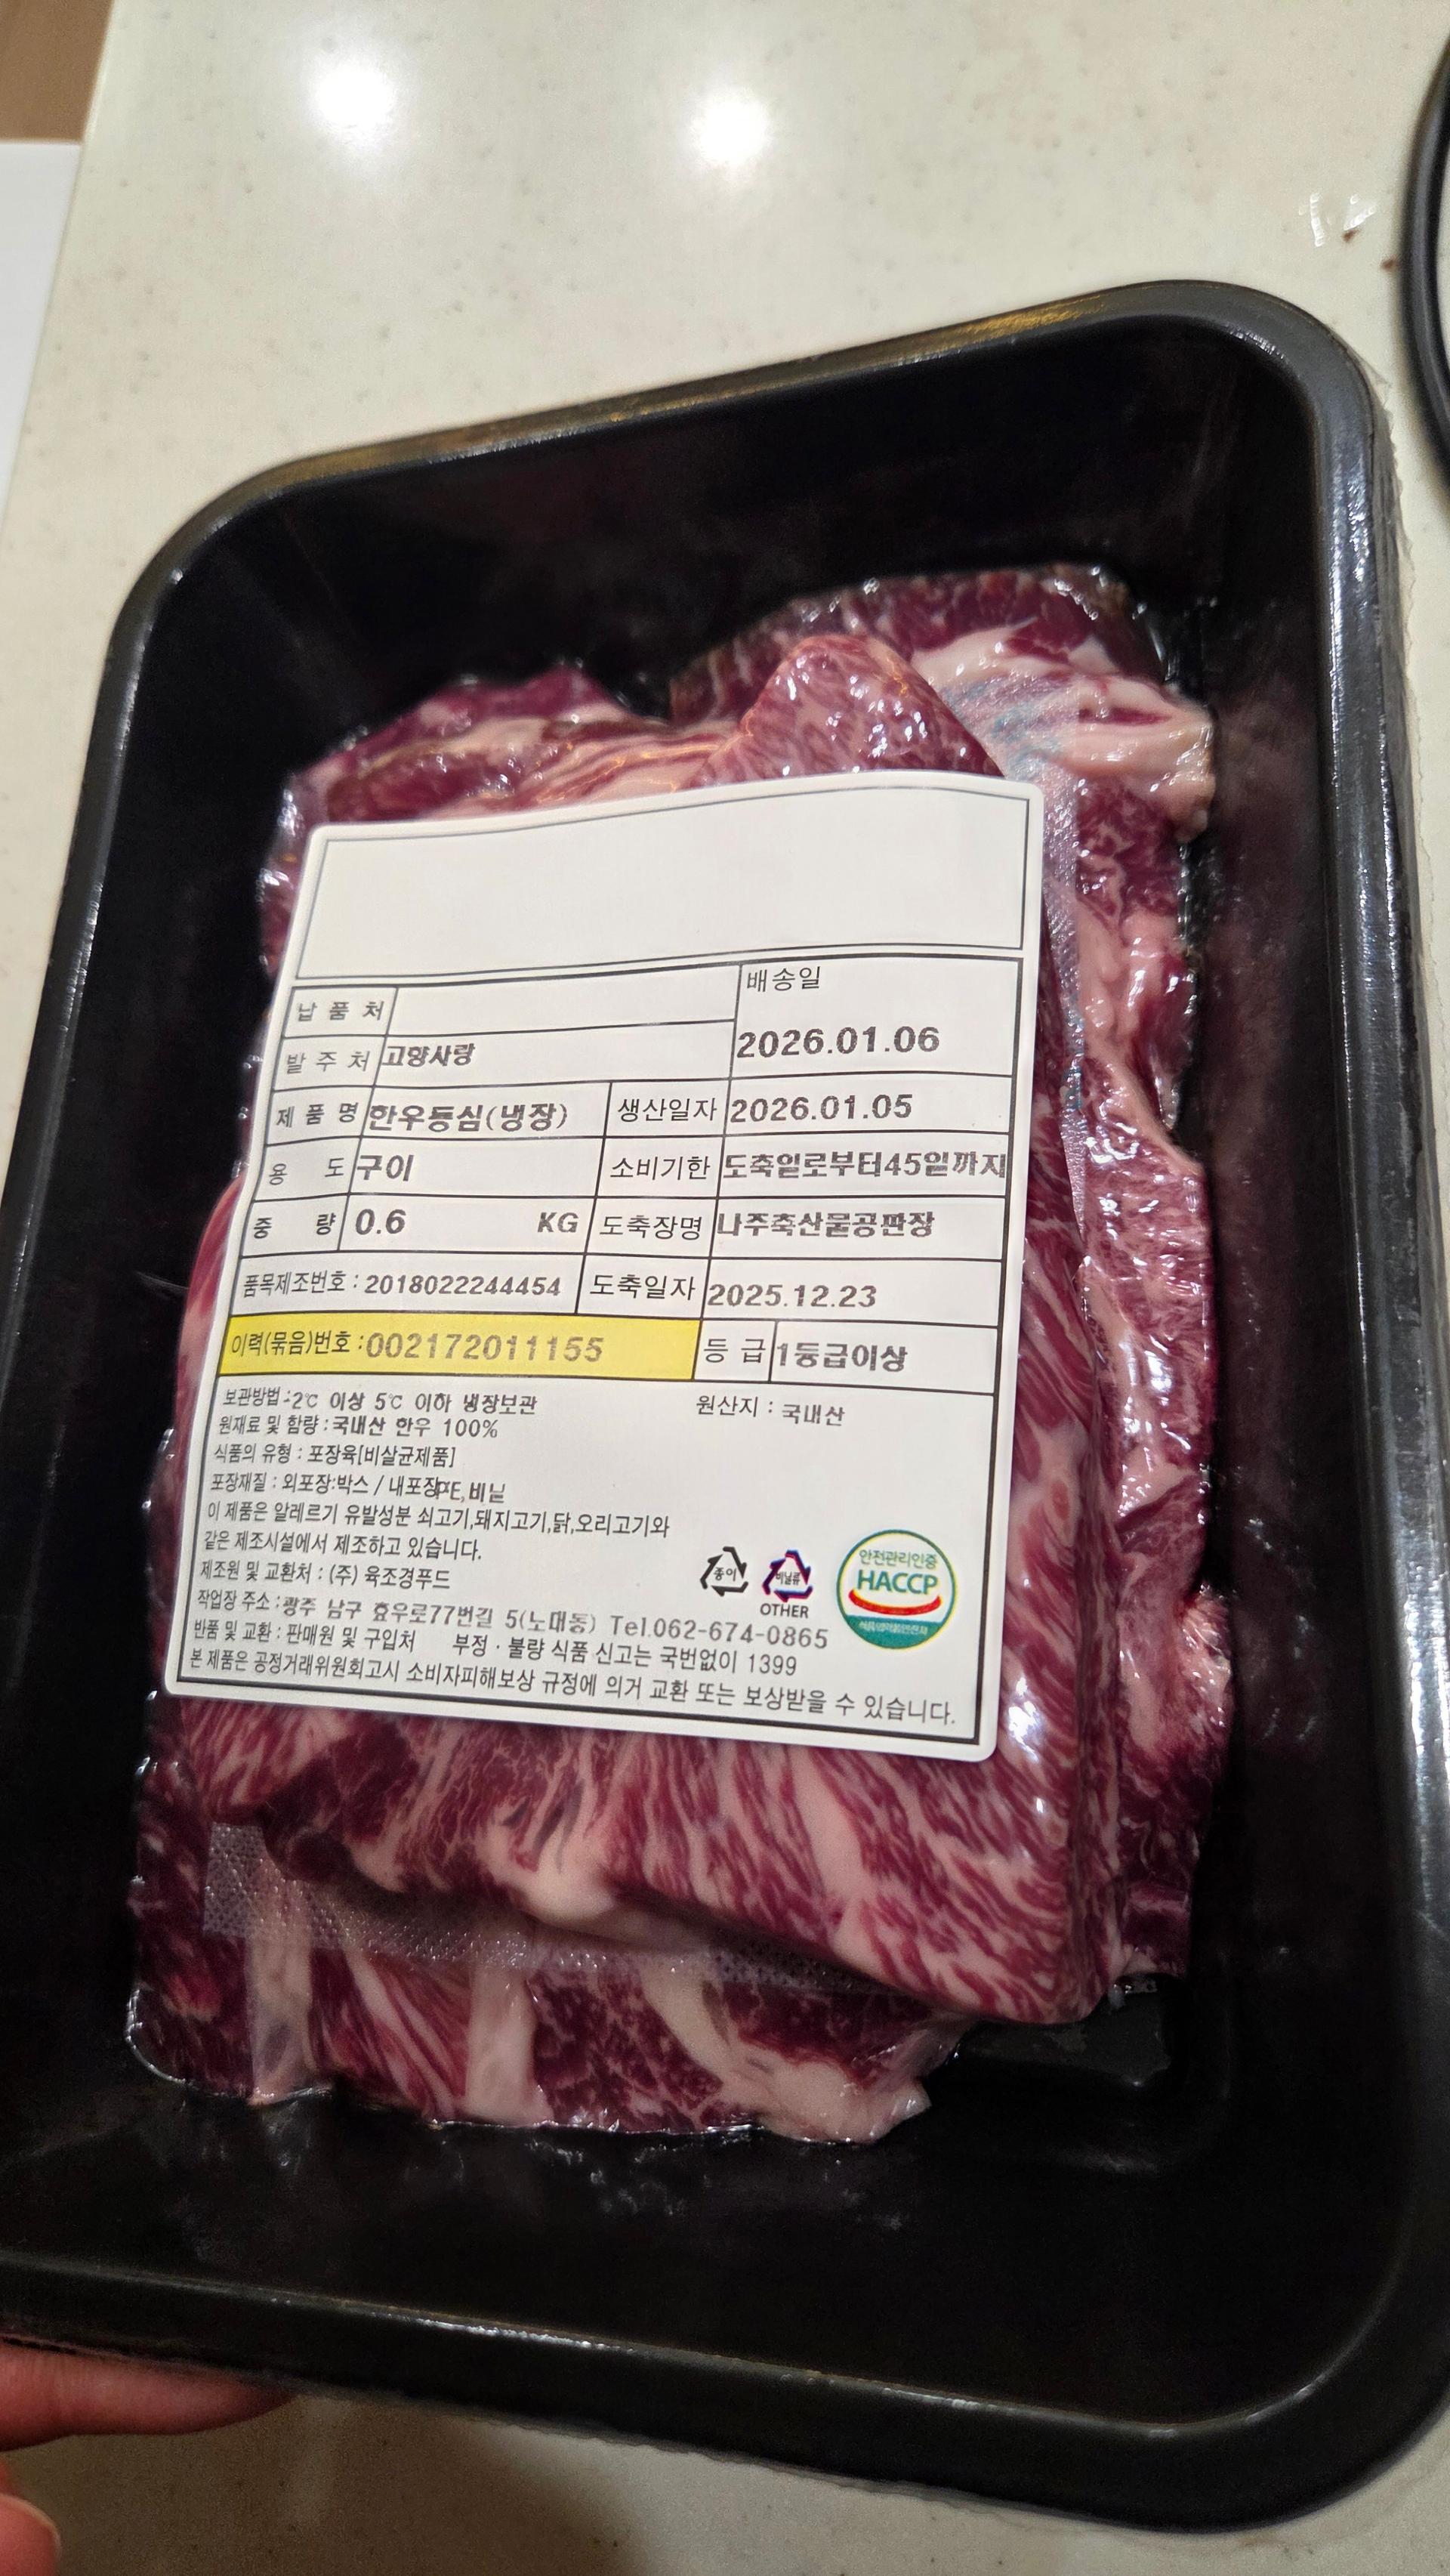 배송일
납 품 처
2026.01.06
발 주 처 고양사랑
제 품 명 한우등심(냉장) 생산일자 2026.01.05
용 도 구이 소비기한 도축일로부터45일까지
중 량 0.6 KG 도축장명 나주축산물공판장
품목제조번호 : 2018022244454 도축일자 2025.12.23
이력(묶음)번호 : 002172011155 등 급 1등급이상
보관방법 : -2℃ 이상 5℃ 이하 냉장보관 원산지 : 국내산
원재료 및 함량 : 국내산 한우 100%
식품의 유형 : 포장육[비살균제품]
포장재질 : 외포장:박스 / 내포장:PE,비닐
이 제품은 알레르기 유발성분 쇠고기,돼지고기,닭,오리고기와
같은 제조시설에서 제조하고 있습니다.
제조원 및 교환처 : (주) 육조경푸드
작업장 주소 : 광주 남구 효우로77번길 5(노대동) Tel.062-674-0865
반품 및 교환 : 판매원 및 구입처 부정 · 불량 식품 신고는 국번없이 1399
본 제품은 공정거래위원회고시 소비자피해보상 규정에 의거 교환 또는 보상받을 수 있습니다.
종이
비닐류
OTHER
안전관리인증
HACCP